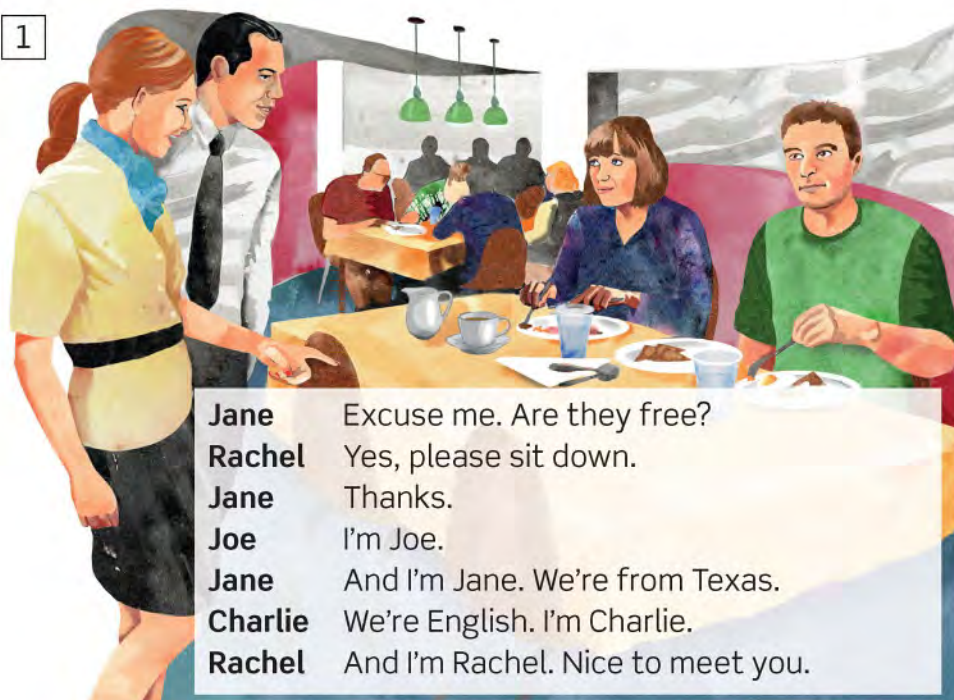 1
Jane Excuse me. Are they free?
Rachel Yes, please sit down.
Jane Thanks.
Joe I'm Joe.
Jane And I'm Jane. We're from Texas.
Charlie We're English. I'm Charlie.
Rachel And I'm Rachel. Nice to meet you.